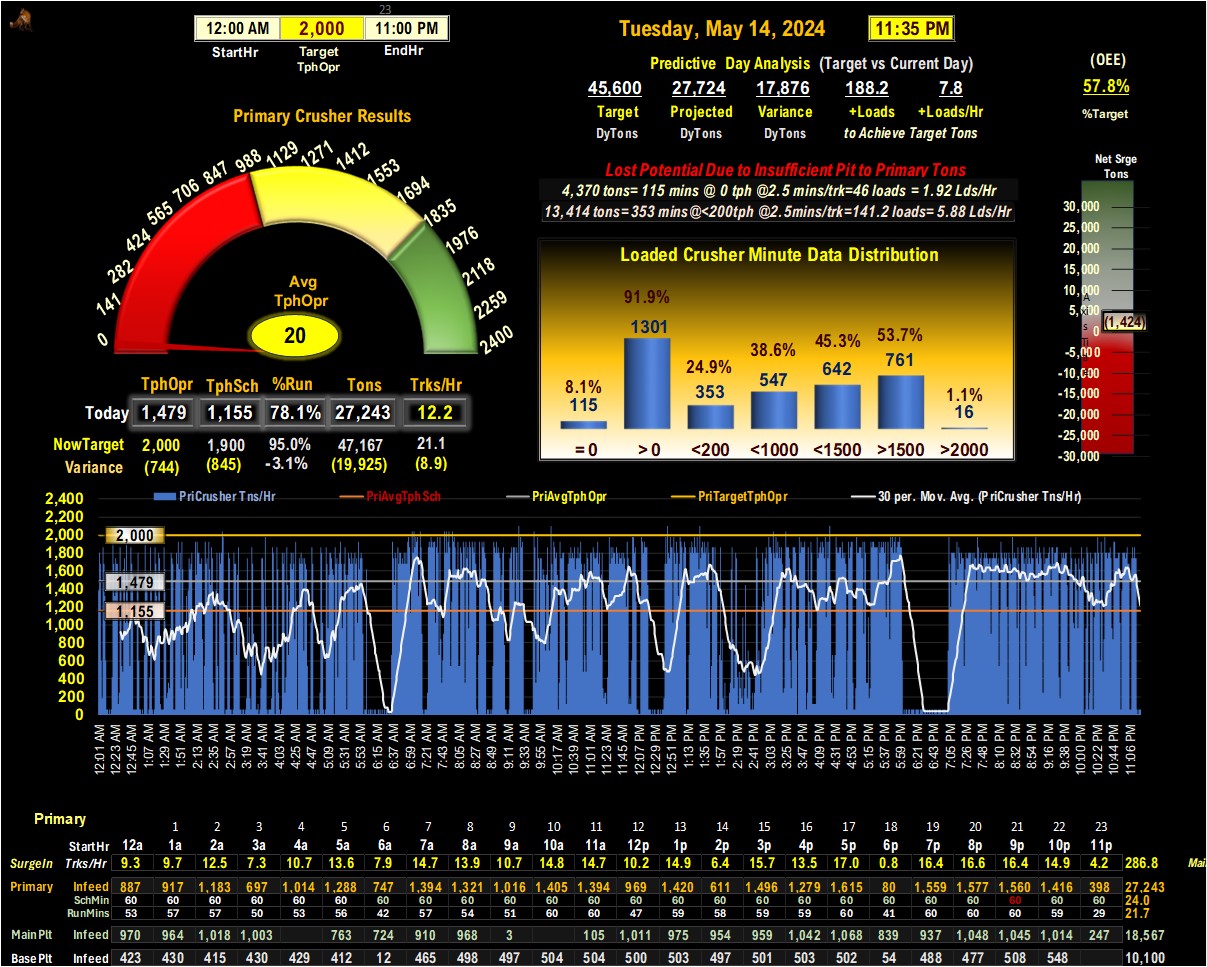 23
12:00 AM 2,000 11:00 PM
StartHr Target TphOpr EndHr
Tuesday, May 14, 2024 11:35 PM
Predictive Day Analysis (Target vs Current Day)
45,600 27,724 17,876 188.2 7.8
Target Projected Variance +Loads +Loads/Hr
DyTons DyTons DyTons to Achieve Target Tons
(OEE)
57.8%
%Target
Primary Crusher Results
0 141 282 424 565 706 847 988 1129 1271 1412 1553 1694 1835 1976 2118 2259 2400
Avg
TphOpr
20
Lost Potential Due to Insufficient Pit to Primary Tons
4,370 tons= 115 mins @ 0 tph @2.5 mins/trk=46 loads = 1.92 Lds/Hr
13,414 tons= 353 mins@<200tph @2.5mins/trk=141.2 loads= 5.88 Lds/Hr
Loaded Crusher Minute Data Distribution
8.1% 91.9% 24.9% 38.6% 45.3% 53.7% 1.1%
115 1301 353 547 642 761 16
= 0 > 0 <200 <1000 <1500 >1500 >2000
Net Srge
Tons
30,000
25,000
20,000
15,000
10,000
5,000
0
(1,424)
-5,000
-10,000
-15,000
-20,000
-25,000
-30,000
TphOpr TphSch %Run Tons Trks/Hr
Today 1,479 1,155 78.1% 27,243 12.2
NowTarget 2,000 1,900 95.0% 47,167 21.1
Variance (744) (845) -3.1% (19,925) (8.9)
PriCrusher Tns/Hr PriAvgTphSch PriAvgTphOpr PriTargetTphOpr 30 per. Mov. Avg. (PriCrusher Tns/Hr)
2,400
2,200
2,000
1,800
1,600
1,400
1,200
1,000
800
600
400
200
0
2,000
1,479
1,155
12:01 AM 12:23 AM 12:45 AM 1:07 AM 1:29 AM 1:51 AM 2:13 AM 2:35 AM 2:57 AM 3:19 AM 3:41 AM 4:03 AM 4:25 AM 4:47 AM 5:09 AM 5:31 AM 5:53 AM 6:15 AM 6:37 AM 6:59 AM 7:21 AM 7:43 AM 8:05 AM 8:27 AM 8:49 AM 9:11 AM 9:33 AM 9:55 AM 10:17 AM 10:39 AM 11:01 AM 11:23 AM 11:45 AM 12:07 PM 12:29 PM 12:51 PM 1:13 PM 1:35 PM 1:57 PM 2:19 PM 2:41 PM 3:03 PM 3:25 PM 3:47 PM 4:09 PM 4:31 PM 4:53 PM 5:15 PM 5:37 PM 5:59 PM 6:21 PM 6:43 PM 7:05 PM 7:26 PM 7:48 PM 8:10 PM 8:32 PM 8:54 PM 9:16 PM 9:38 PM 10:00 PM 10:22 PM 10:44 PM 11:06 PM
Primary
1 2 3 4 5 6 7 8 9 10 11 12 13 14 15 16 17 18 19 20 21 22 23
StartHr 12a 1a 2a 3a 4a 5a 6a 7a 8a 9a 10a 11a 12p 1p 2p 3p 4p 5p 6p 7p 8p 9p 10p 11p
SurgeIn Trks/Hr 9.3 9.7 12.5 7.3 10.7 13.6 7.9 14.7 13.9 10.7 14.8 14.7 10.2 14.9 6.4 15.7 13.5 17.0 0.8 16.4 16.6 16.4 14.9 4.2 286.8
Primary Infeed 887 917 1,183 697 1,014 1,288 747 1,394 1,321 1,016 1,405 1,394 969 1,420 611 1,496 1,279 1,615 80 1,559 1,577 1,560 1,416 398 27,243
SchMin 60 60 60 60 60 60 60 60 60 60 60 60 60 60 60 60 60 60 60 60 60 60 60 60 24.0
RunMins 53 57 57 50 53 56 42 57 54 51 60 60 47 59 58 59 59 60 41 60 60 60 59 29 21.7
MainPlt Infeed 970 964 1,018 1,003 763 724 910 968 3 105 1,011 975 954 959 1,042 1,068 839 937 1,048 1,045 1,014 247 18,567
BasePlt Infeed 423 430 415 430 429 412 12 465 498 497 504 504 500 503 497 501 503 502 54 488 477 508 548 10,100